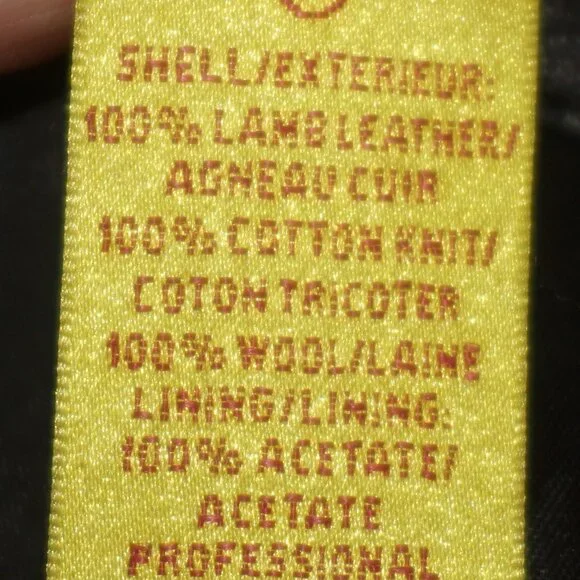 SHELL/EXTERIEUR:
100% LAMB LEATHER/
AGNEAU CUIR
100% COTTON KNIT/
COTON TRICOTER
100% WOOL/LAINE
LINING/LINING:
100% ACETATE/
ACETATE
PROFESSIONAL